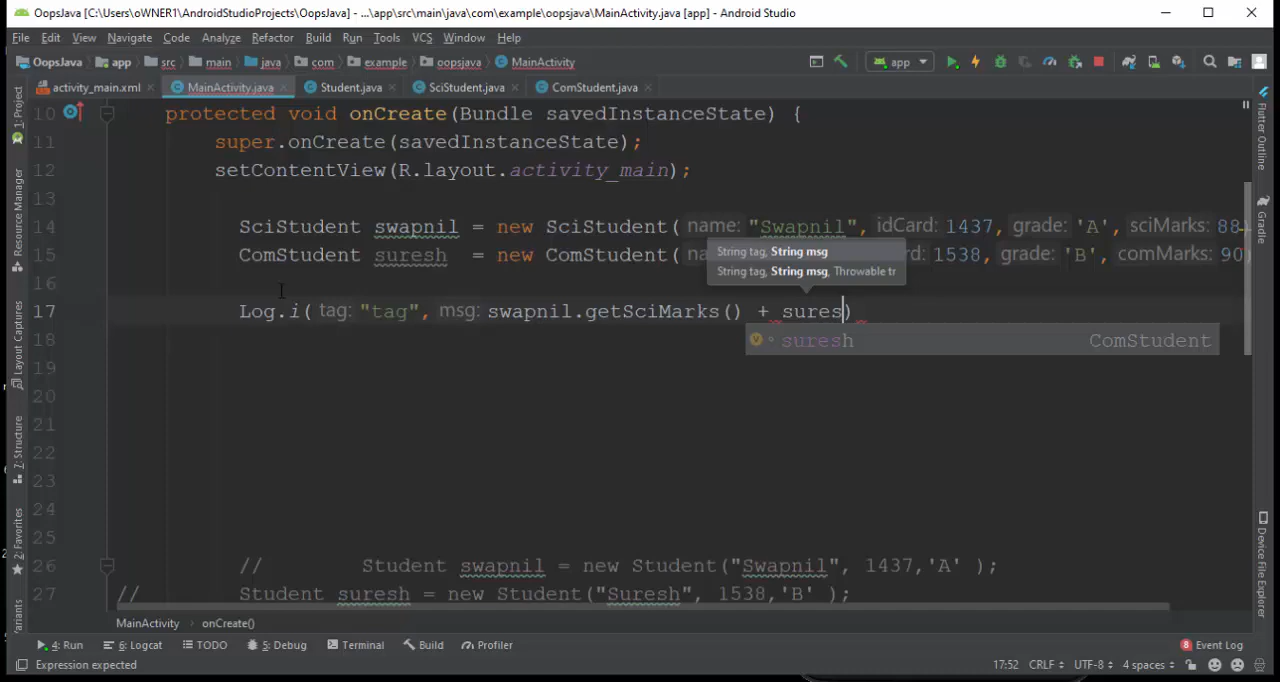 OopsJava [C:\Users\oWNER1\AndroidStudioProjects\OopsJava] - ...\app\src\main\java\com\example\oopsjava\MainActivity.java [app] - Android Studio
File Edit View Navigate Code Analyze Refactor Build Run Tools VCS Window Help
OopsJava app src main java com example oopsjava MainActivity app
activity_main.xml MainActivity.java Student.java SciStudent.java ComStudent.java
10 protected void onCreate(Bundle savedInstanceState) {
11 super.onCreate(savedInstanceState);
12 setContentView(R.layout.activity_main);
13
14 SciStudent swapnil = new SciStudent( name: "Swapnil", idCard: 1437, grade: 'A', sciMarks: 88)
15 ComStudent suresh = new ComStudent( rd: 1538, grade: 'B', comMarks: 90)
String tag, String msg
String tag, String msg, Throwable tr
16
17 Log.i( tag: "tag", msg: swapnil.getSciMarks() + sures)
suresh ComStudent
18
19
20
21
22
23
24
25
26 // Student swapnil = new Student("Swapnil", 1437,'A' );
27 // Student suresh = new Student("Suresh", 1538,'B' );
MainActivity onCreate()
4: Run 6: Logcat TODO 5: Debug Terminal Build Profiler 8 Event Log
Expression expected 17:52 CRLF UTF-8 4 spaces
1: Project
Resource Manager
Layout Captures
7: Structure
2: Favorites
ariants
Flutter Outline
Gradle
Device File Explorer